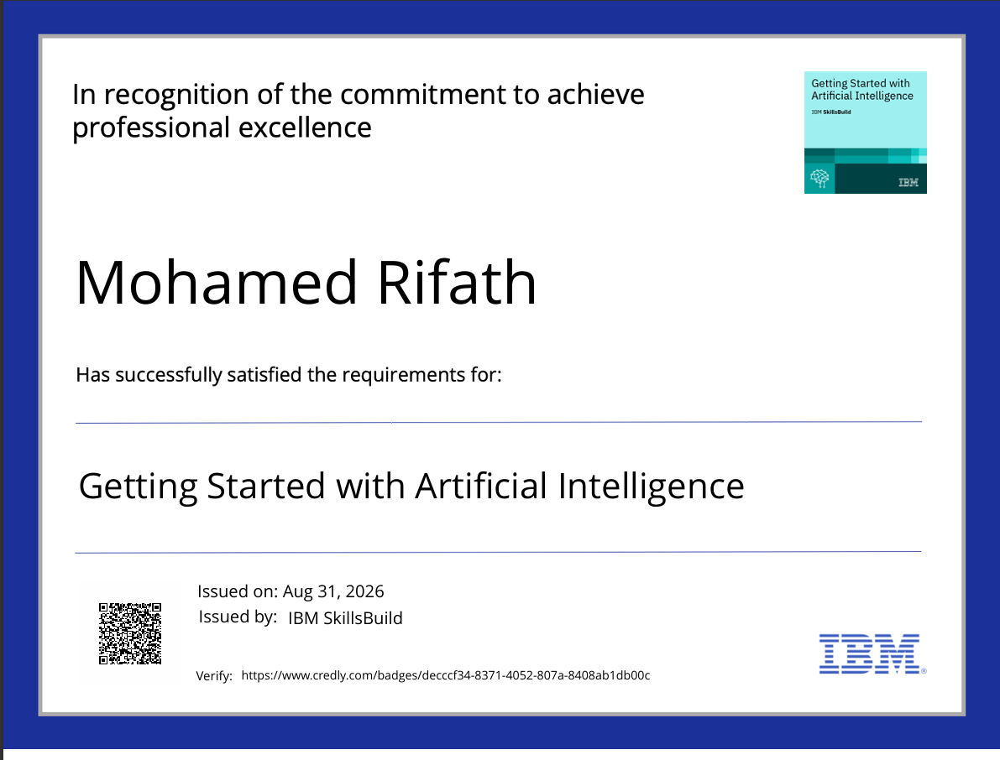 In recognition of the commitment to achieve
professional excellence
Getting Started with
Artificial Intelligence
IBM SkillsBuild
IBM
Mohamed Rifath
Has successfully satisfied the requirements for:
Getting Started with Artificial Intelligence
Issued on: Aug 31, 2026
Issued by: IBM SkillsBuild
Verify: https://www.credly.com/badges/decccf34-8371-4052-807a-8408ab1db00c
IBM®